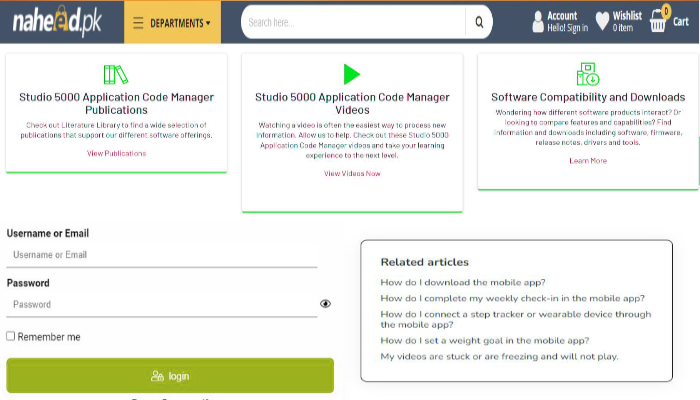 naheed.pk
DEPARTMENTS
Search here...
Account
Hello! Sign in
Wishlist
0 item
0
Cart
Studio 5000 Application Code Manager
Publications
Check out Literature Library to find a wide selection of
publications that support our different software offerings.
View Publications
Studio 5000 Application Code Manager
Videos
Watching a video is often the easiest way to process new
information. Allow us to help. Check out these Studio 5000
Application Code Manager videos and take your learning
experience to the next level.
View Videos Now
Software Compatibility and Downloads
Wondering how different software products interact? Or
looking to compare features and capabilities? Find
information and downloads including software, firmware,
release notes, drivers and tools.
Learn More
Username or Email
Username or Email
Password
Password
Remember me
login
Related articles
How do I download the mobile app?
How do I complete my weekly check-in in the mobile app?
How do I connect a step tracker or wearable device through
the mobile app?
How do I set a weight goal in the mobile app?
My videos are stuck or are freezing and will not play.